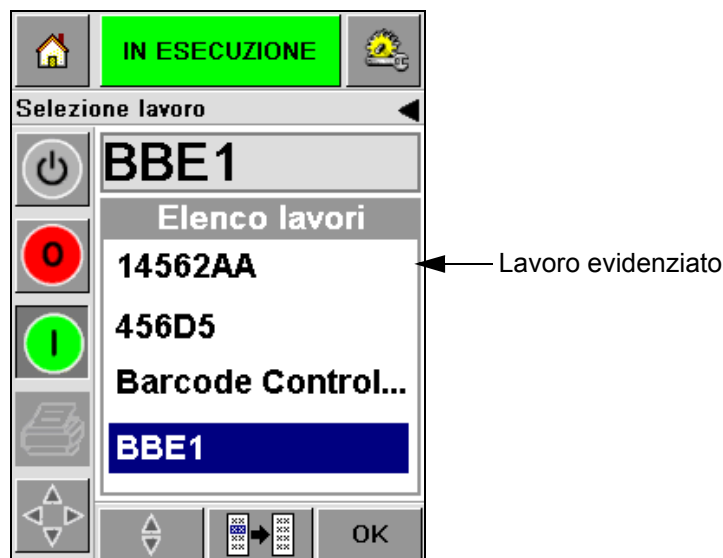 IN ESECUZIONE
Selezione lavoro
BBE1
Elenco lavori
14562AA
Lavoro evidenziato
456D5
Barcode Control...
BBE1
OK